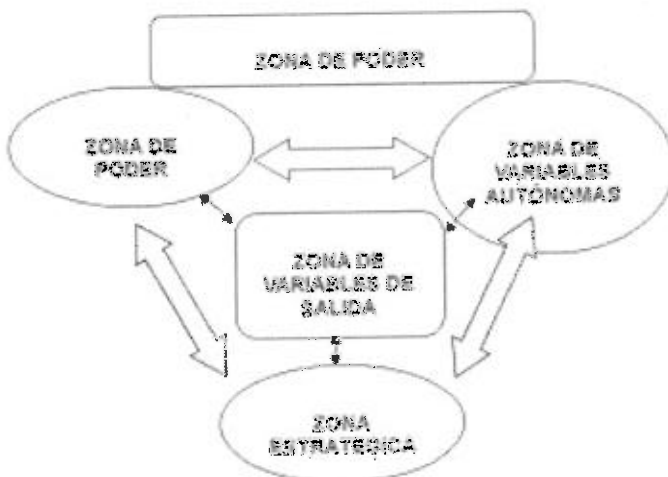 ZONA DE PODER
ZONA DE
PODER
ZONA DE
VARIABLES
AUTÓNOMAS
ZONA DE
VARIABLES DE
SALIDA
ZONA
ESTRATEGICA